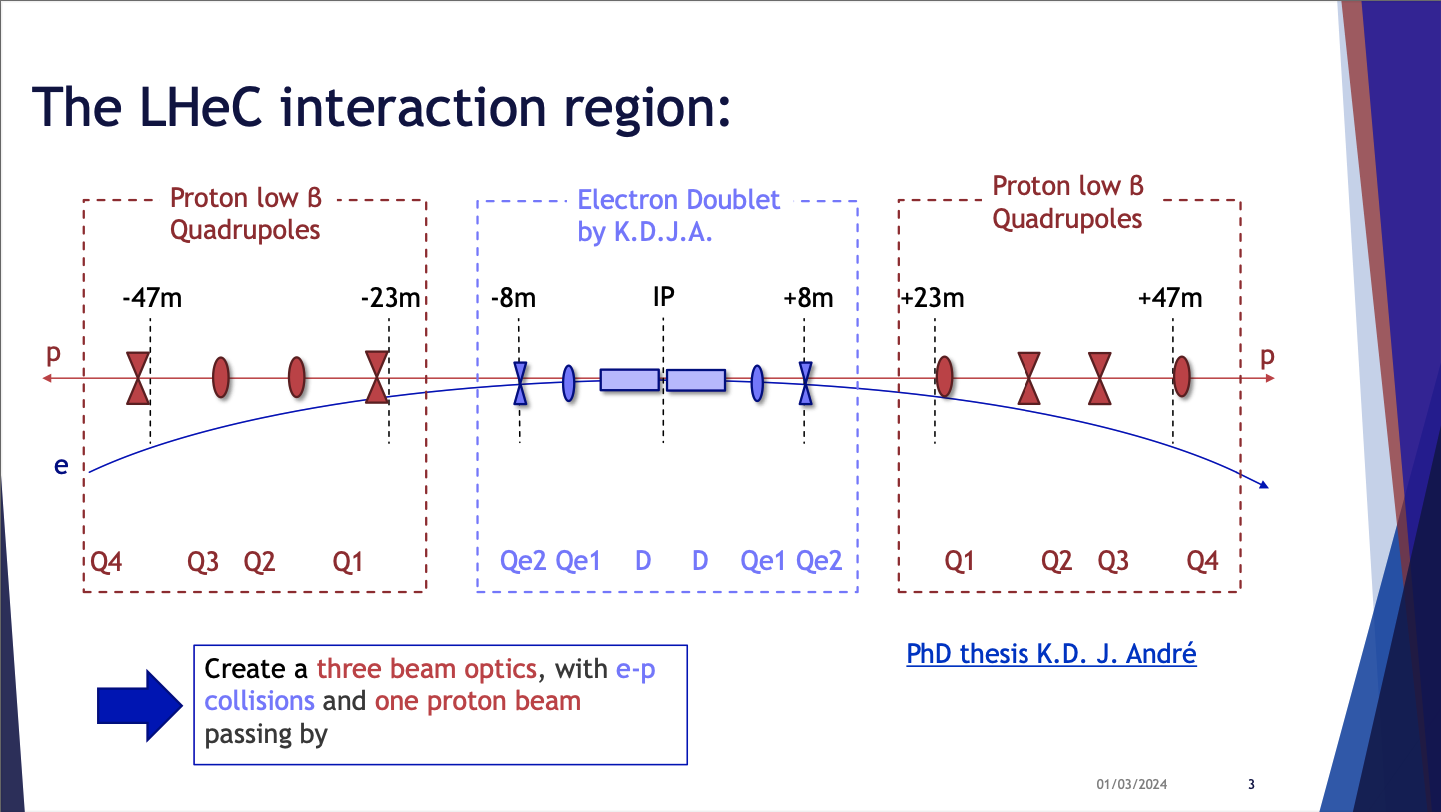 The LHeC interaction region:
Proton low ß
Quadrupoles
Electron Doublet
by K.D.J.A.
Proton low ß
Quadrupoles
-47m -23m -8m IP +8m +23m +47m
p p
e
Q4 Q3 Q2 Q1 Qe2 Qe1 D D Qe1 Qe2 Q1 Q2 Q3 Q4
Create a three beam optics, with e-p
collisions and one proton beam
passing by
PhD thesis K.D. J. André
01/03/2024 3